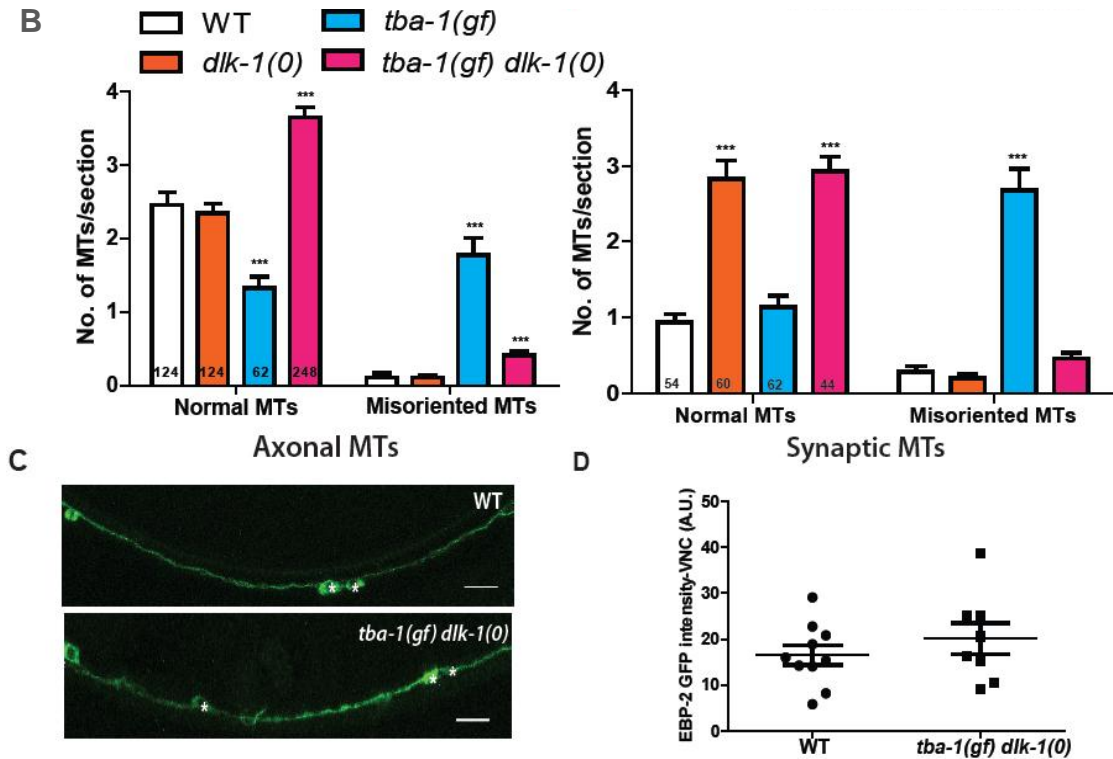 B
WT
tba-1(gf)
dlk-1(0)
tba-1(gf) dlk-1(0)
No. of MTs/section
4
3
2
1
0
***
***
***
***
124
124
62
248
Normal MTs
Misoriented MTs
Axonal MTs
No. of MTs/section
4
3
2
1
0
***
***
***
54
60
62
44
Normal MTs
Misoriented MTs
Synaptic MTs
C
WT
* *
tba-1(gf) dlk-1(0)
* * *
D
EBP-2 GFP intensity-VNC (A.U.)
50
40
30
20
10
0
WT
tba-1(gf) dlk-1(0)